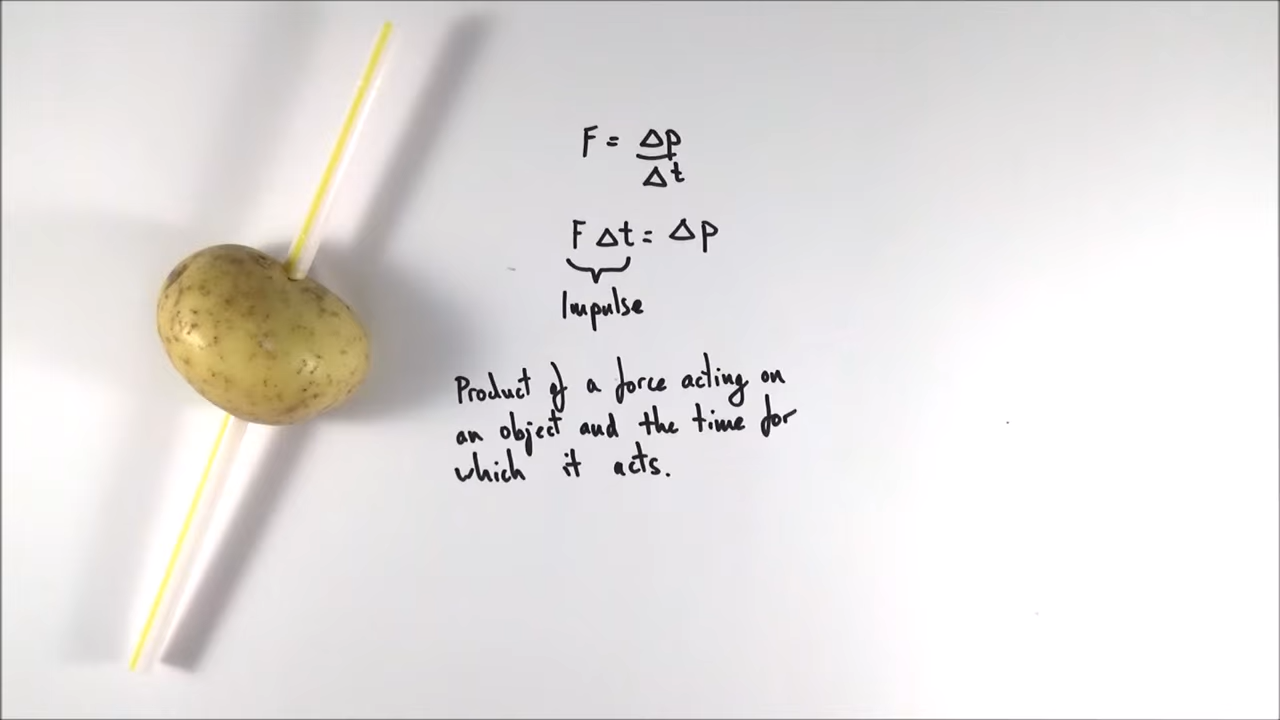 F = Δp/Δt
F Δt = Δp
Impulse
Product of a force acting on
an object and the time for
which it acts.